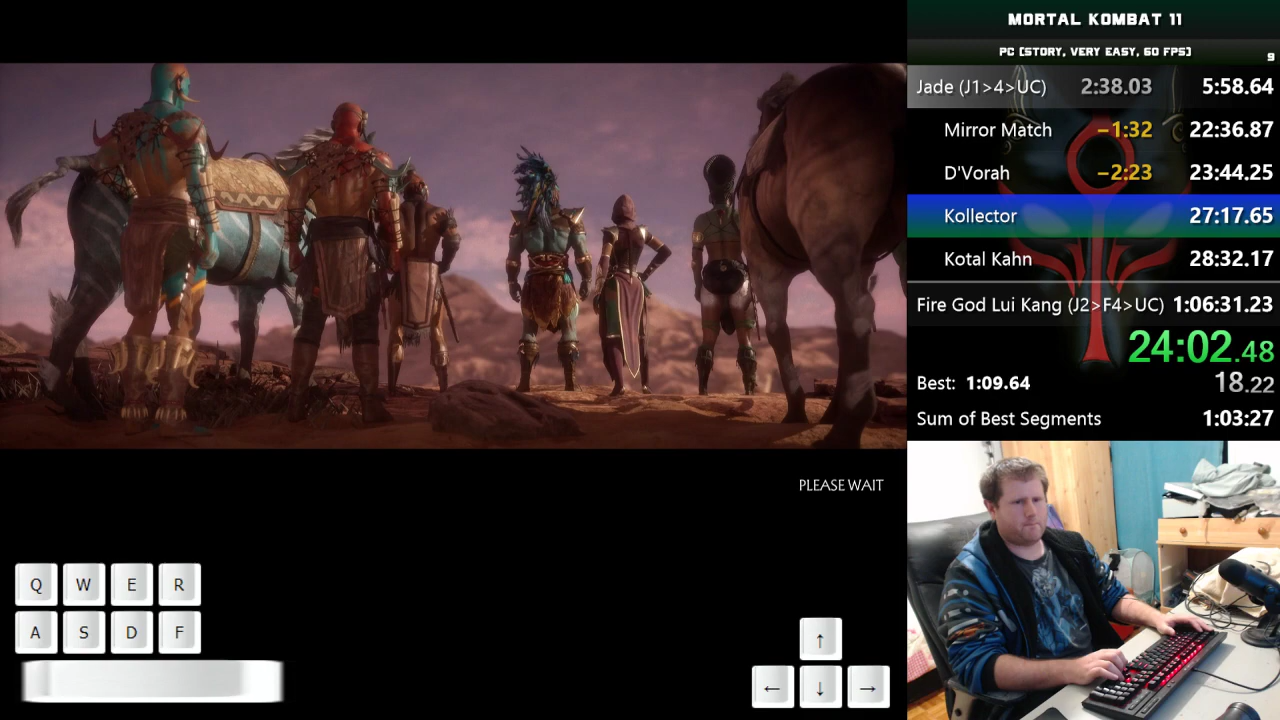 MORTAL KOMBAT 11
PC (STORY, VERY EASY, 60 FPS)
9
Jade (J1>4>UC) 2:38.03 5:58.64
Mirror Match −1:32 22:36.87
D'Vorah −2:23 23:44.25
Kollector 27:17.65
Kotal Kahn 28:32.17
Fire God Lui Kang (J2>F4>UC) 1:06:31.23
24:02.48
Best: 1:09.64 18.22
Sum of Best Segments 1:03:27
PLEASE WAIT
Q W E R
A S D F
↑
← ↓ →